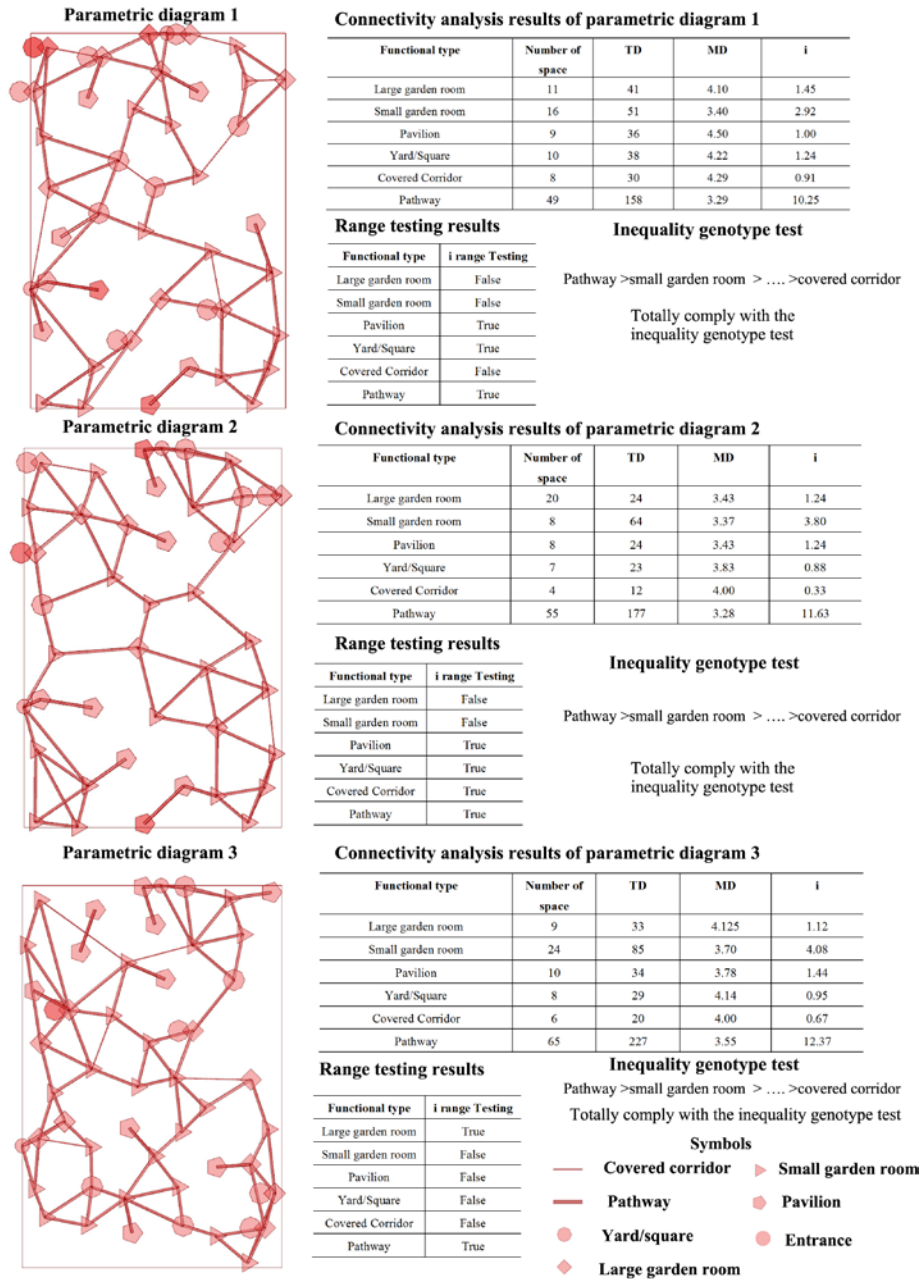 Parametric diagram 1
Connectivity analysis results of parametric diagram 1
Functional type Number of space TD MD i
Large garden room 11 41 4.10 1.45
Small garden room 16 51 3.40 2.92
Pavilion 9 36 4.50 1.00
Yard/Square 10 38 4.22 1.24
Covered Corridor 8 30 4.29 0.91
Pathway 49 158 3.29 10.25
Range testing results
Functional type i range Testing
Large garden room False
Small garden room False
Pavilion True
Yard/Square True
Covered Corridor False
Pathway True
Inequality genotype test
Pathway >small garden room > .... >covered corridor
Totally comply with the
inequality genotype test
Parametric diagram 2
Connectivity analysis results of parametric diagram 2
Functional type Number of space TD MD i
Large garden room 20 24 3.43 1.24
Small garden room 8 64 3.37 3.80
Pavilion 8 24 3.43 1.24
Yard/Square 7 23 3.83 0.88
Covered Corridor 4 12 4.00 0.33
Pathway 55 177 3.28 11.63
Range testing results
Functional type i range Testing
Large garden room False
Small garden room False
Pavilion True
Yard/Square True
Covered Corridor True
Pathway True
Inequality genotype test
Pathway >small garden room > .... >covered corridor
Totally comply with the
inequality genotype test
Parametric diagram 3
Connectivity analysis results of parametric diagram 3
Functional type Number of space TD MD i
Large garden room 9 33 4.125 1.12
Small garden room 24 85 3.70 4.08
Pavilion 10 34 3.78 1.44
Yard/Square 8 29 4.14 0.95
Covered Corridor 6 20 4.00 0.67
Pathway 65 227 3.55 12.37
Range testing results
Functional type i range Testing
Large garden room True
Small garden room False
Pavilion False
Yard/Square False
Covered Corridor False
Pathway True
Inequality genotype test
Pathway >small garden room > .... >covered corridor
Totally comply with the inequality genotype test
Symbols
Covered corridor
Small garden room
Pathway
Pavilion
Yard/square
Entrance
Large garden room